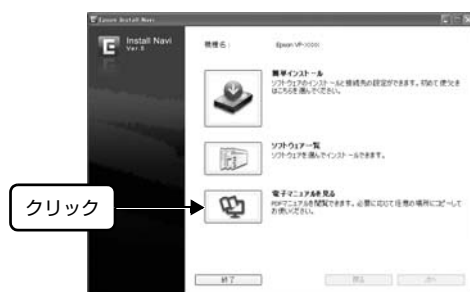 Epson Install Navi
Install Navi
Ver.8
機種名：
Epson VP-xxxx
簡単インストール
ソフトウェアのインストールと接続先の設定ができます。初めて使うときはこちらを選んでください。
ソフトウェア一覧
ソフトウェアを選んでインストールできます。
電子マニュアルを見る
PDFマニュアルを閲覧できます。必要に応じて任意の場所にコピーして
お使いください。
クリック
終了
戻る
次へ